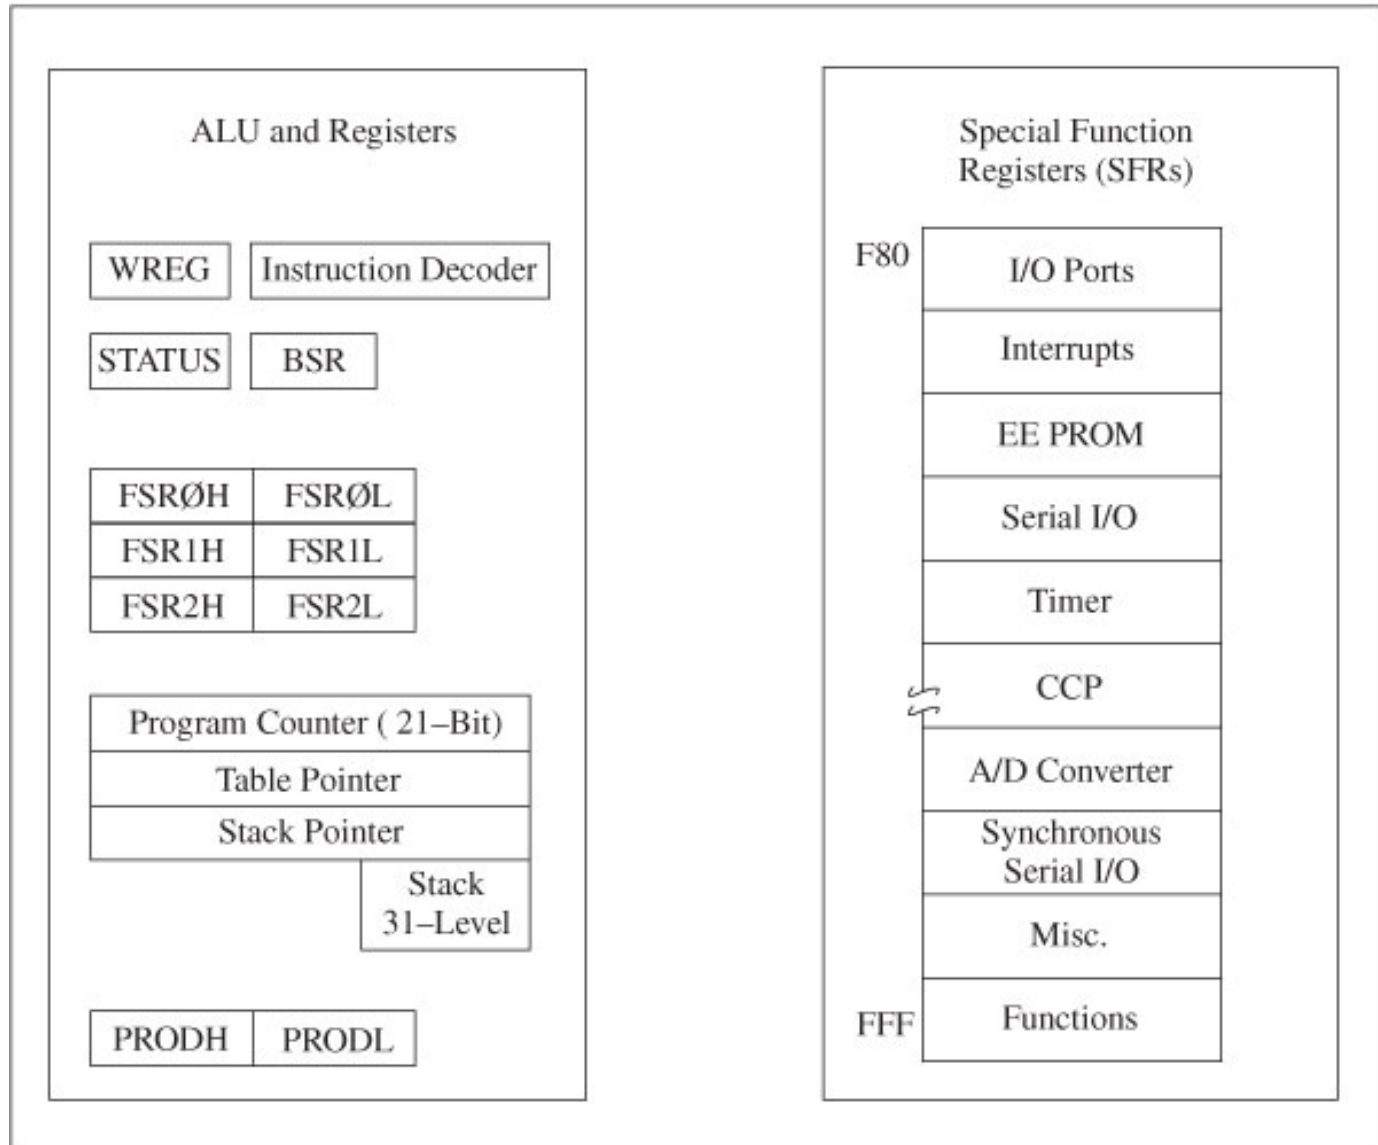 ALU and Registers
WREG
Instruction Decoder
STATUS
BSR
FSRØH
FSRØL
FSR1H
FSR1L
FSR2H
FSR2L
Program Counter ( 21–Bit)
Table Pointer
Stack Pointer
Stack
31–Level
PRODH
PRODL
Special Function
Registers (SFRs)
F80
I/O Ports
Interrupts
EE PROM
Serial I/O
Timer
CCP
A/D Converter
Synchronous
Serial I/O
Misc.
FFF
Functions